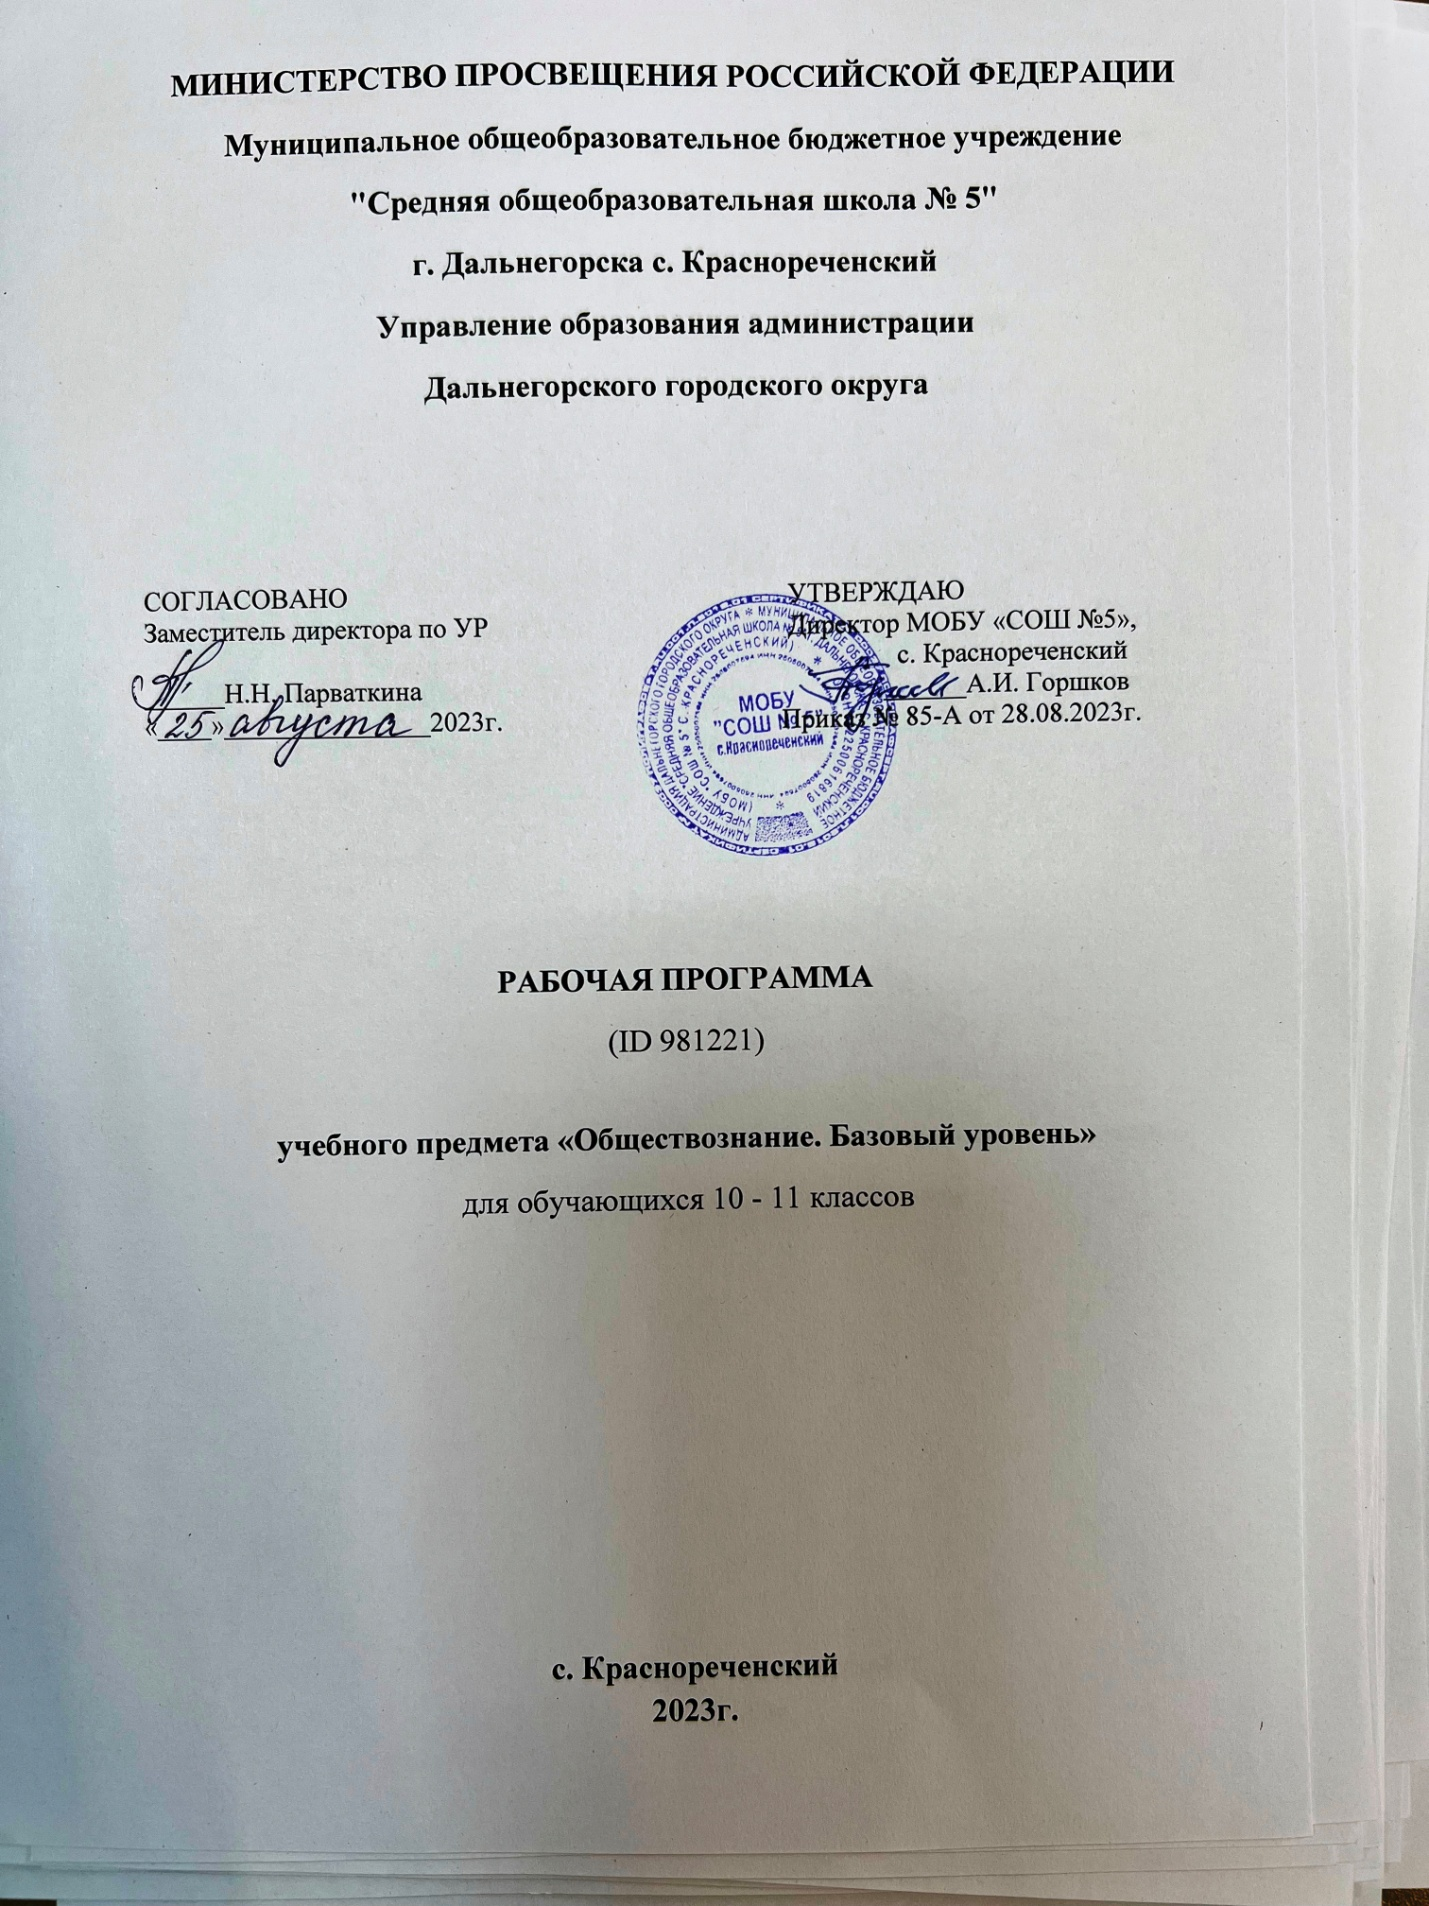 МИНИСТЕРСТВО ПРОСВЕЩЕНИЯ РОССИЙСКОЙ ФЕДЕРАЦИИ
Муниципальное общеобразовательное бюджетное учреждение
"Средняя общеобразовательная школа № 5"
г. Дальнегорска с. Краснореченский
Управление образования администрации
Дальнегорского городского округа
СОГЛАСОВАНО
Заместитель директора по УР
Н.Н. Парваткина
«25» августа 2023г.
УТВЕРЖДАЮ
Директор МОБУ «СОШ №5»,
с. Краснореченский
А.И. Горшков
Приказ № 85-А от 28.08.2023г.
МОБУ
"СОШ № 5"
с.Краснореченский
РАБОЧАЯ ПРОГРАММА
(ID 981221)
учебного предмета «Обществознание. Базовый уровень»
для обучающихся 10 - 11 классов
с. Краснореченский
2023г.